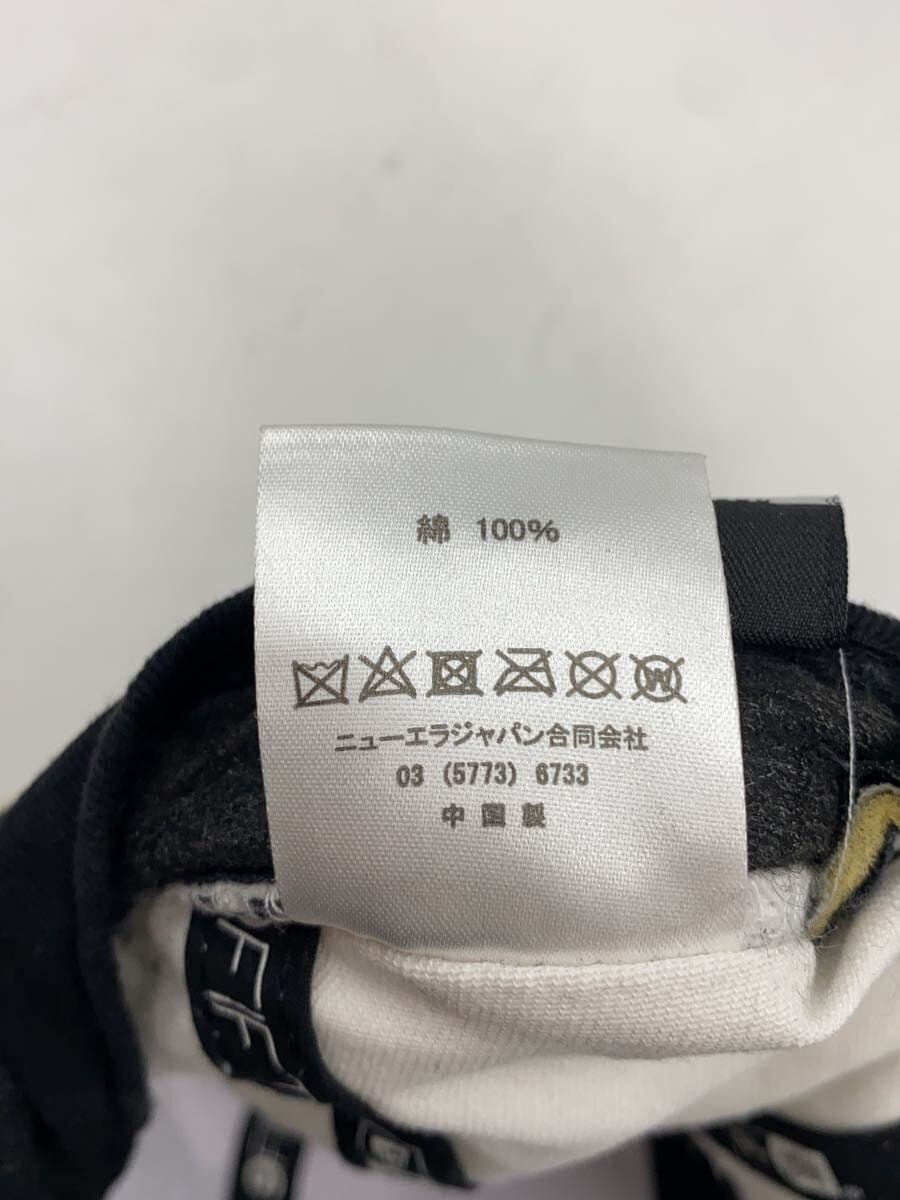 綿 100%
W
ニューエラジャパン合同会社
03 (5773) 6733
中国製